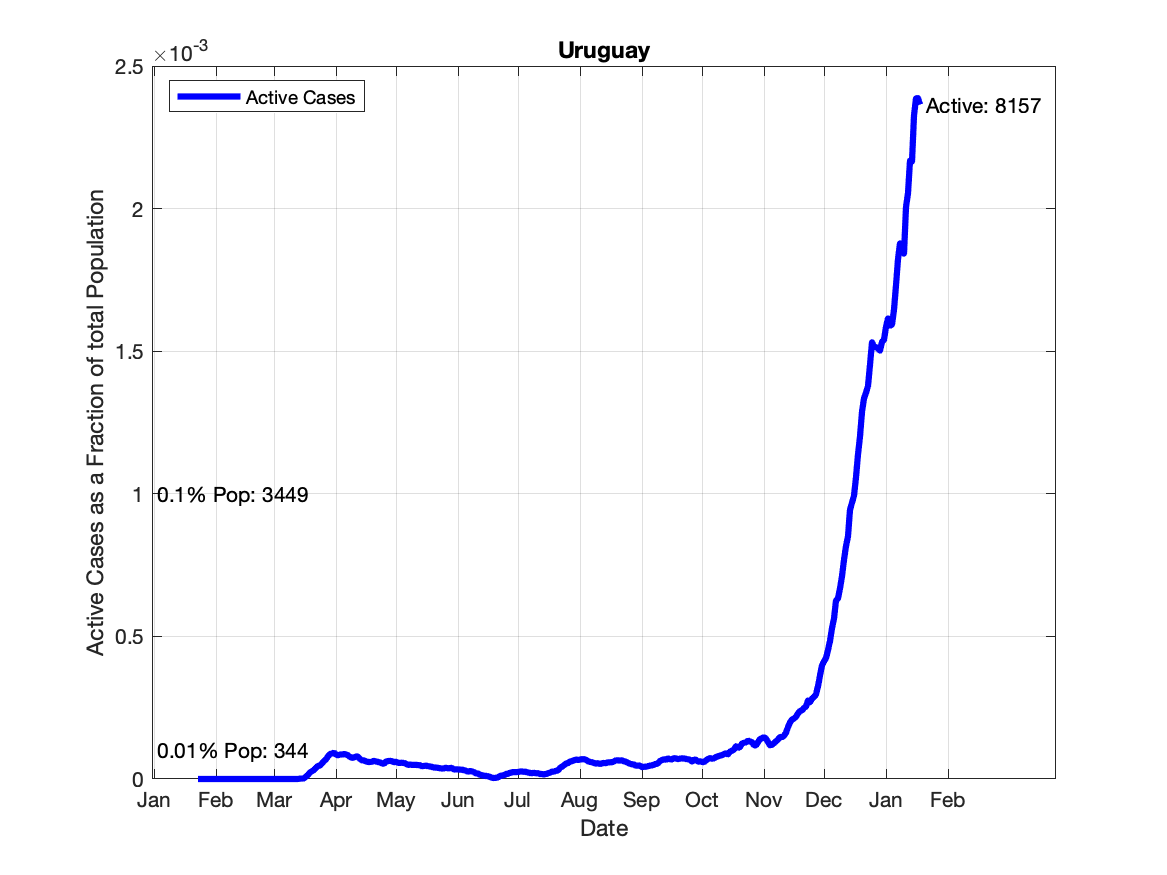 Uruguay
×10-3
2.5
2
1.5
1
0.5
0
Active Cases
Active: 8157
0.1% Pop: 3449
0.01% Pop: 344
Active Cases as a Fraction of total Population
Jan Feb Mar Apr May Jun Jul Aug Sep Oct Nov Dec Jan Feb
Date